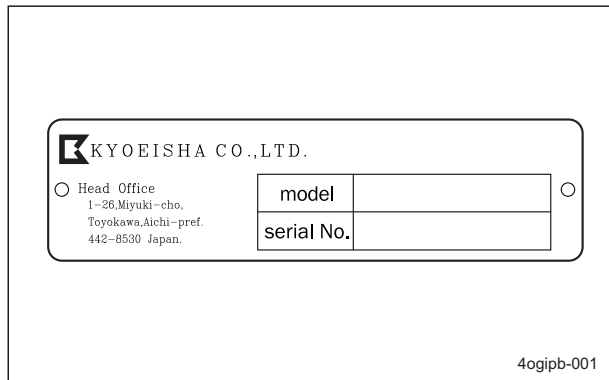 KYOEISHA CO.,LTD.
Head Office
1-26,Miyuki-cho,
Toyokawa,Aichi-pref.
442-8530 Japan.
model
serial No.
4ogipb-001